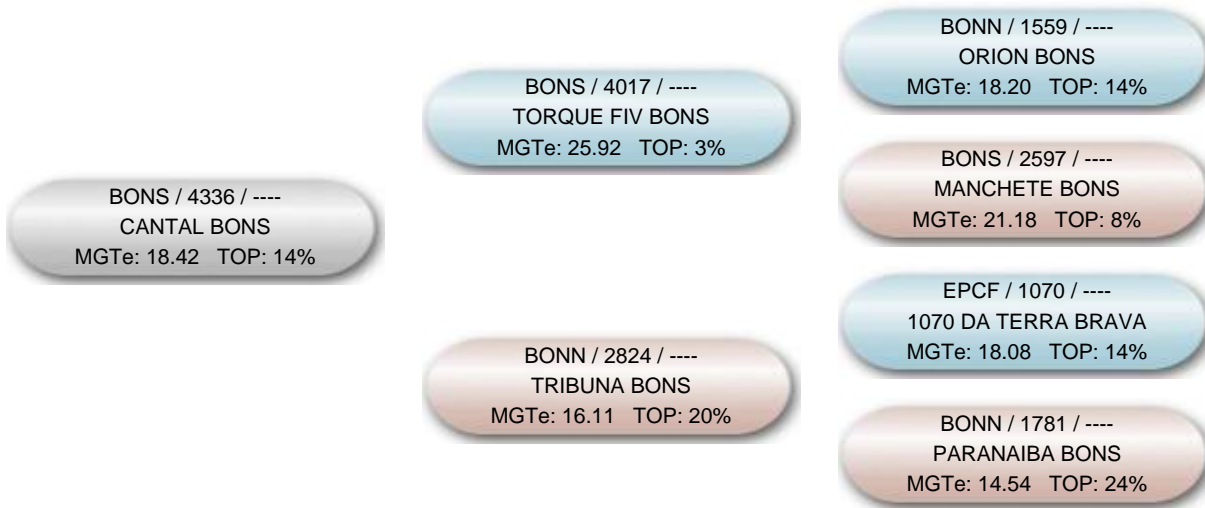 BONS / 4336 / ----
CANTAL BONS
MGTe: 18.42 TOP: 14%
BONS / 4017 / ----
TORQUE FIV BONS
MGTe: 25.92 TOP: 3%
BONN / 2824 / ----
TRIBUNA BONS
MGTe: 16.11 TOP: 20%
BONN / 1559 / ----
ORION BONS
MGTe: 18.20 TOP: 14%
BONS / 2597 / ----
MANCHETE BONS
MGTe: 21.18 TOP: 8%
EPCF / 1070 / ----
1070 DA TERRA BRAVA
MGTe: 18.08 TOP: 14%
BONN / 1781 / ----
PARANAIBA BONS
MGTe: 14.54 TOP: 24%